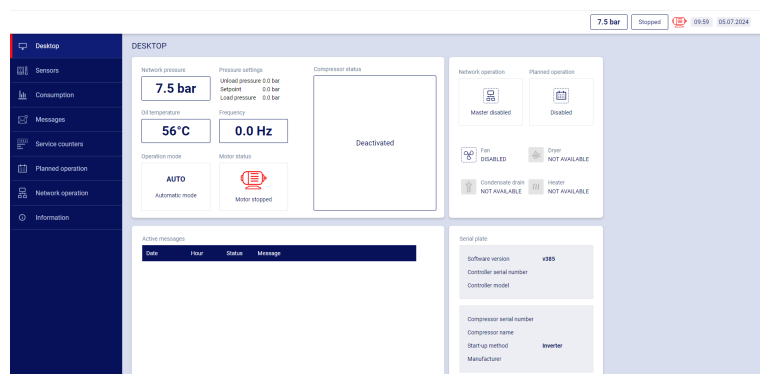 7.5 bar
Stopped
09:59
05.07.2024
Desktop
Sensors
Consumption
Messages
Service counters
Planned operation
Network operation
Information
DESKTOP
Network pressure
7.5 bar
Pressure settings
Unload pressure 0.0 bar
Setpoint 0.0 bar
Load pressure 0.0 bar
Oil temperature
56°C
Frequency
0.0 Hz
Operation mode
AUTO
Automatic mode
Motor status
Motor stopped
Compressor status
Deactivated
Network operation
Master disabled
Planned operation
Disabled
Fan
DISABLED
Dryer
NOT AVAILABLE
Condensate drain
NOT AVAILABLE
Heater
NOT AVAILABLE
Active messages
Date Hour Status Message
Serial plate
Software version v385
Controller serial number
Controller model
Compressor serial number
Compressor name
Start-up method Inverter
Manufacturer